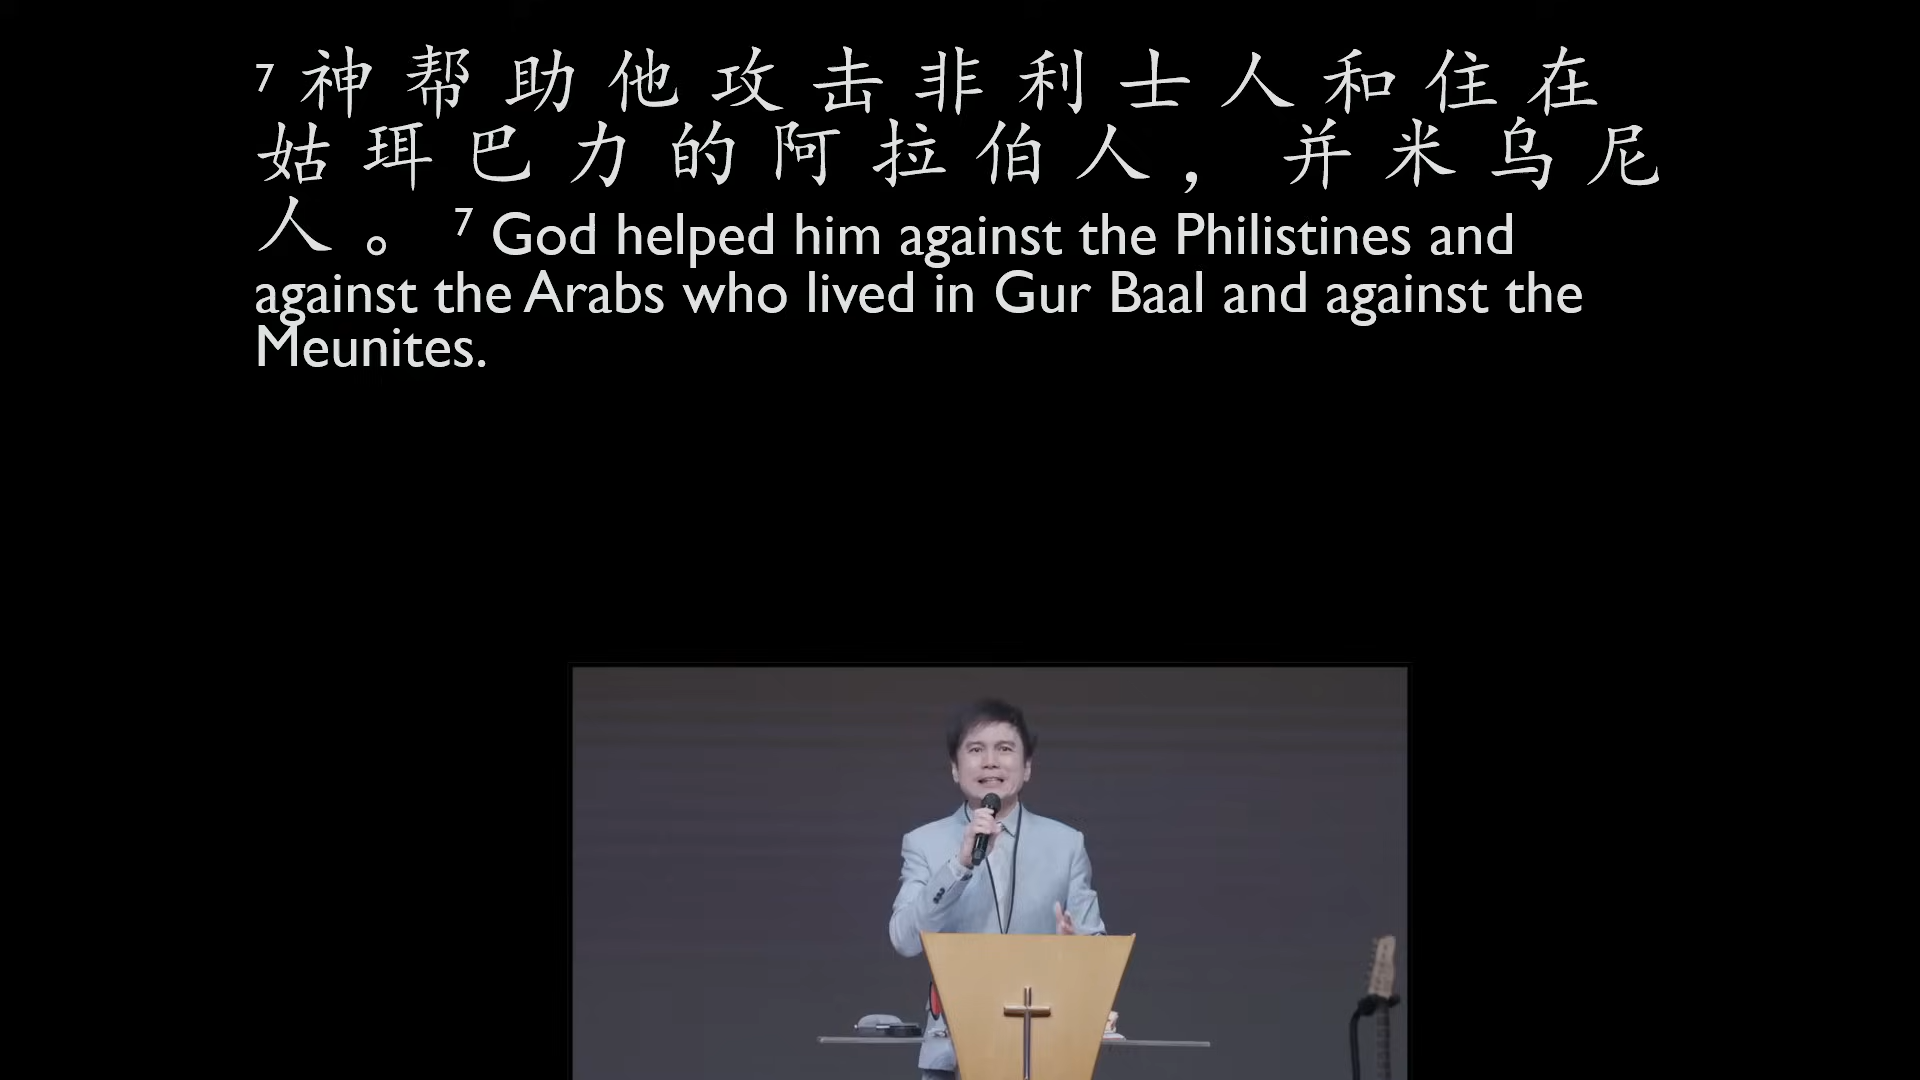 7 神帮助他攻击非利士人和住在
姑珥巴力的阿拉伯人，并米乌尼
人。 7 God helped him against the Philistines and
against the Arabs who lived in Gur Baal and against the
Meunites.